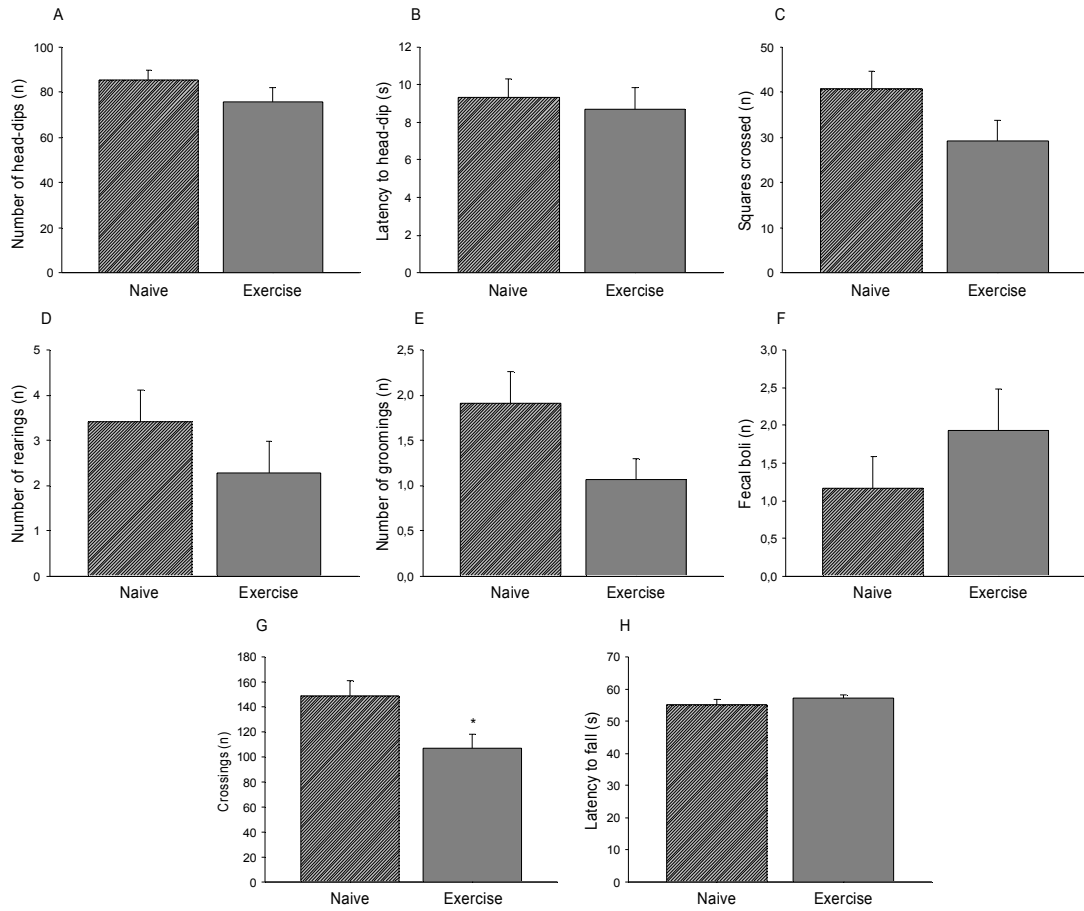 A
Number of head-dips (n)
100
80
60
40
20
0
Naive Exercise
B
Latency to head-dip (s)
12
10
8
6
4
2
0
Naive Exercise
C
Squares crossed (n)
50
40
30
20
10
0
Naive Exercise
D
Number of rearings (n)
5
4
3
2
1
0
Naive Exercise
E
Number of groomings (n)
2,5
2,0
1,5
1,0
0,5
0,0
Naive Exercise
F
Fecal boli (n)
3,0
2,5
2,0
1,5
1,0
0,5
0,0
Naive Exercise
G
Crossings (n)
180
160
140
120
100
80
60
40
20
0
*
Naive Exercise
H
Latency to fall (s)
70
60
50
40
30
20
10
0
Naive Exercise